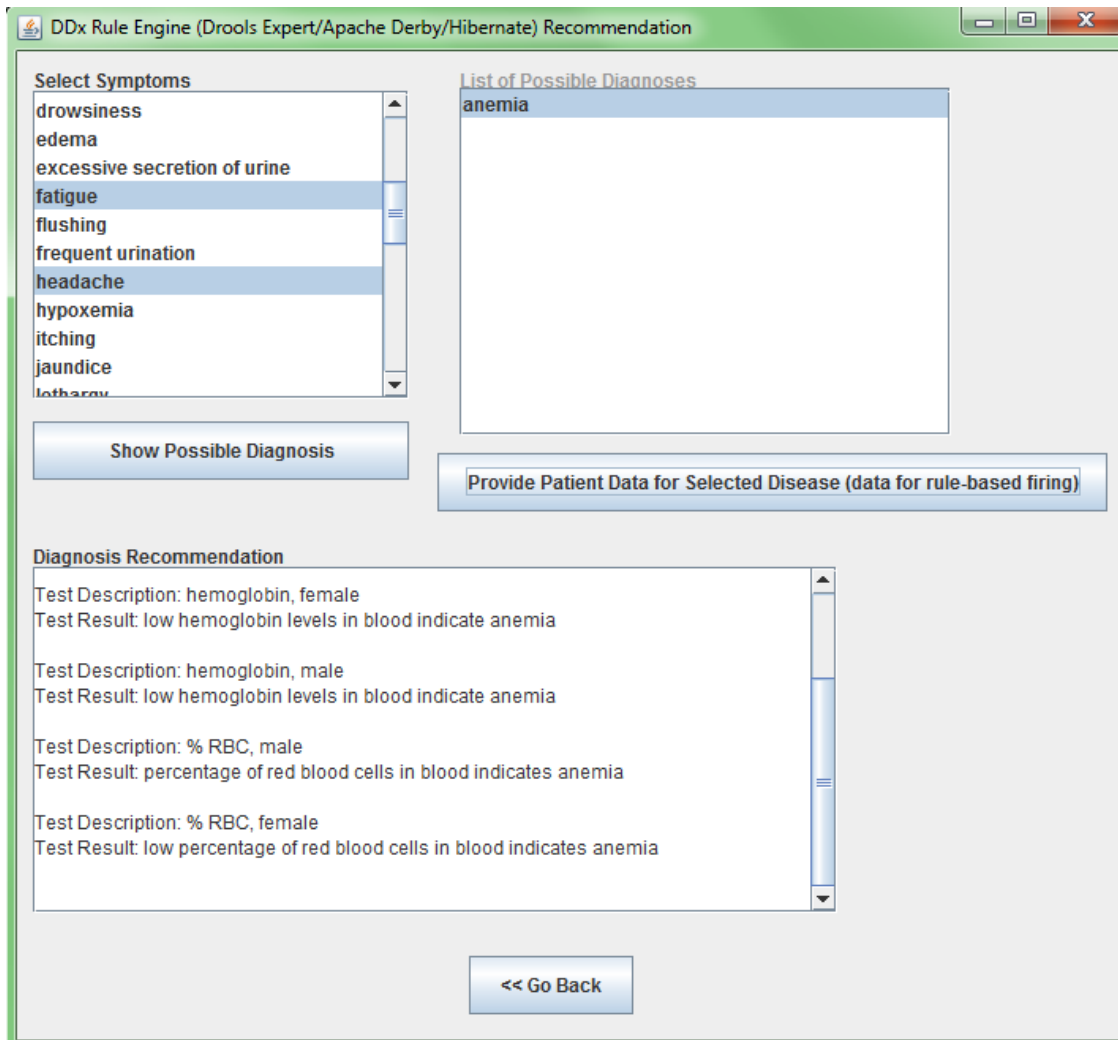 DDx Rule Engine (Drools Expert/Apache Derby/Hibernate) Recommendation
Select Symptoms
drowsiness
edema
excessive secretion of urine
fatigue
flushing
frequent urination
headache
hypoxemia
itching
jaundice
lethargy
Show Possible Diagnosis
List of Possible Diagnoses
anemia
Provide Patient Data for Selected Disease (data for rule-based firing)
Diagnosis Recommendation
Test Description: hemoglobin, female
Test Result: low hemoglobin levels in blood indicate anemia
Test Description: hemoglobin, male
Test Result: low hemoglobin levels in blood indicate anemia
Test Description: % RBC, male
Test Result: percentage of red blood cells in blood indicates anemia
Test Description: % RBC, female
Test Result: low percentage of red blood cells in blood indicates anemia
<< Go Back